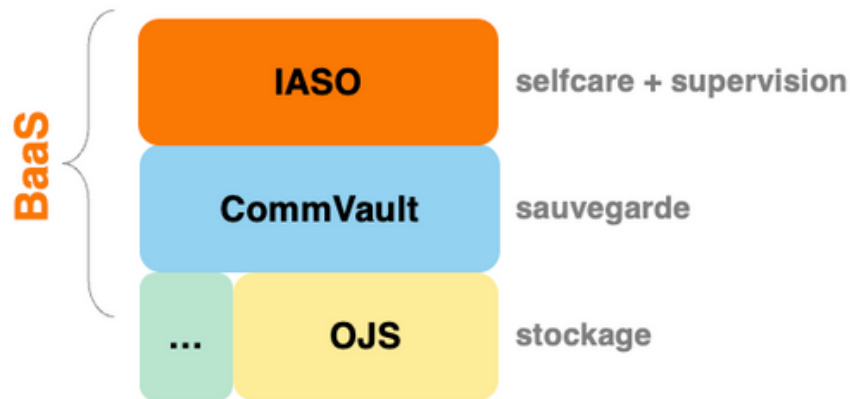 BaaS
IASO
selfcare + supervision
CommVault
sauvegarde
...
OJS
stockage